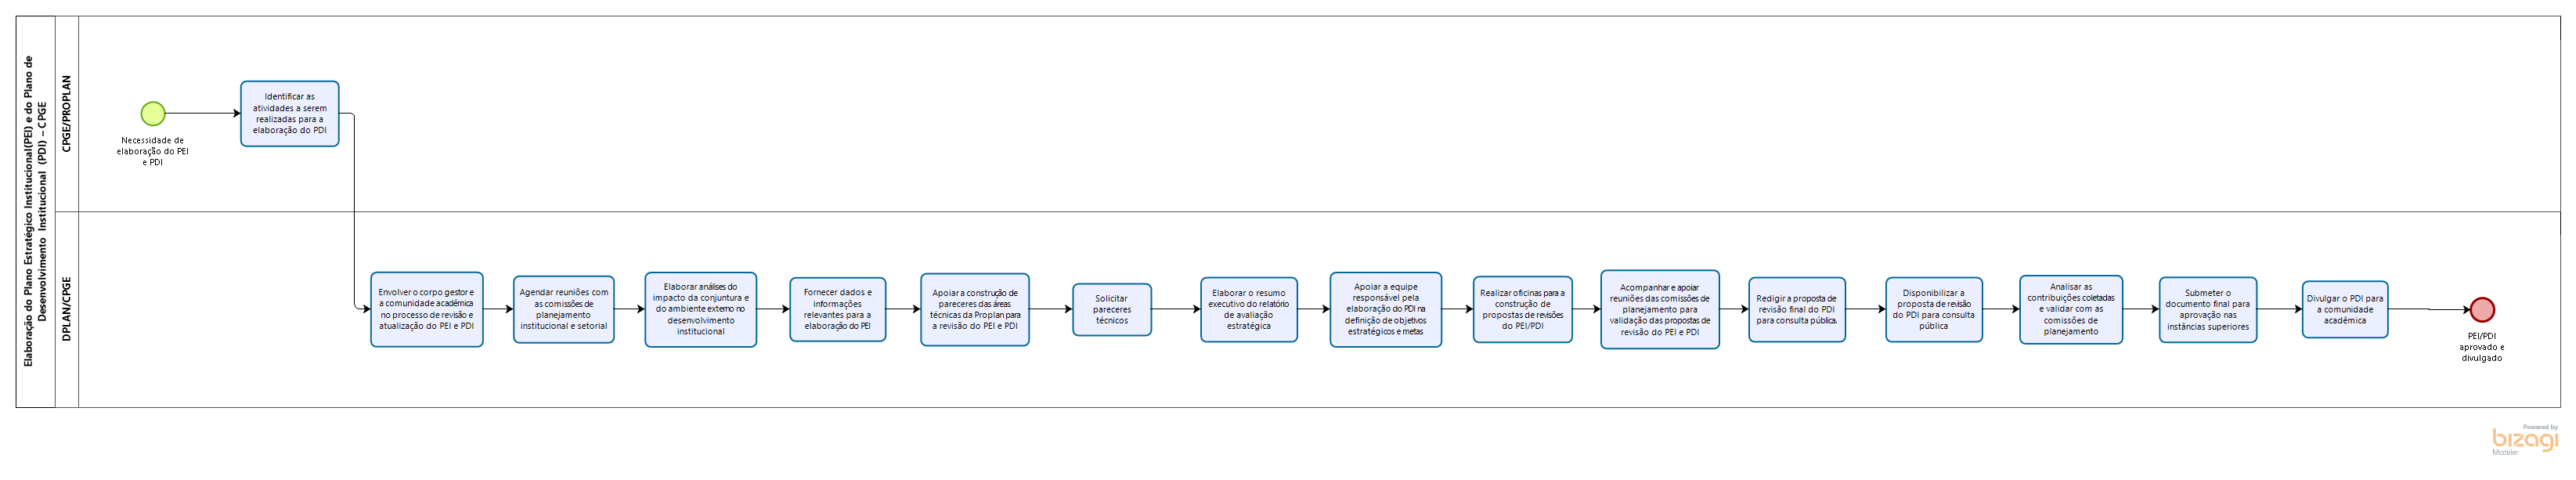 Elaboração do Plano Estratégico Institucional(PEI) e do Plano de
Desenvolvimento Institucional (PDI) – CPGE
CPGE/PROPLAN
Necessidade de
elaboração do PEI
e PDI
Identificar as
atividades a serem
realizadas para a
elaboração do PDI
DPLAN/CPGE
Envolver o corpo gestor e
a comunidade acadêmica
no processo de revisão e
atualização do PEI e PDI
Agendar reuniões com
as comissões de
planejamento
institucional e setorial
Elaborar análises do
impacto da conjuntura e
do ambiente externo no
desenvolvimento
institucional
Fornecer dados e
informações
relevantes para a
elaboração do PEI
Apoiar a construção de
pareceres das áreas
técnicas da Proplan para
a revisão do PEI e PDI
Solicitar
pareceres
técnicos
Elaborar o resumo
executivo do relatório
de avaliação
estratégica
Apoiar a equipe
responsável pela
elaboração do PDI na
definição de objetivos
estratégicos e metas
Realizar oficinas para a
construção de
propostas de revisões
do PEI/PDI
Acompanhar e apoiar
reuniões das comissões de
planejamento para
validação das propostas de
revisão do PEI e PDI
Redigir a proposta de
revisão final do PDI
para consulta pública.
Disponibilizar a
proposta de revisão
do PDI para consulta
pública
Analisar as
contribuições coletadas
e validar com as
comissões de
planejamento
Submeter o
documento final para
aprovação nas
instâncias superiores
Divulgar o PDI para
a comunidade
acadêmica
PEI/PDI
aprovado e
divulgado
Powered by
bizagi
Modeler